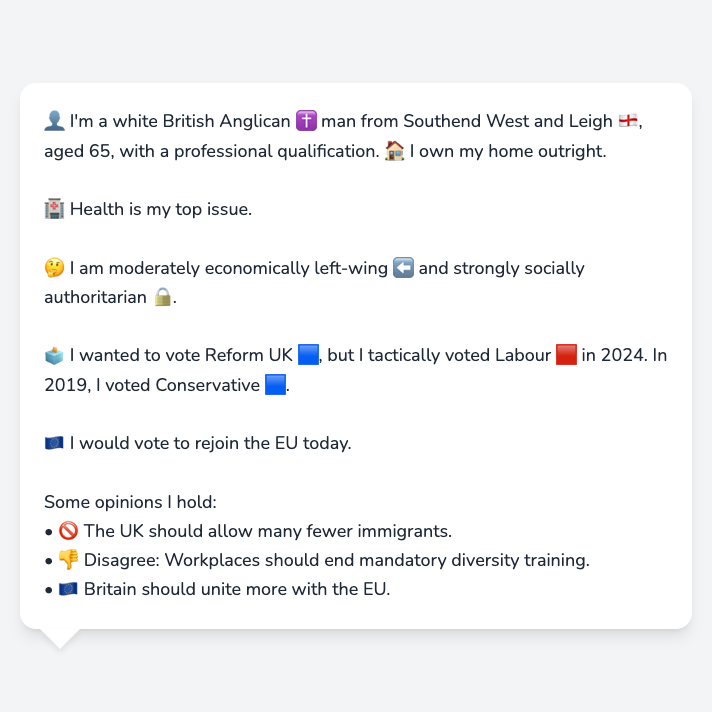 👤 I'm a white British Anglican ✝️ man from Southend West and Leigh 🏴󠁧󠁢󠁥󠁮󠁧󠁿,
aged 65, with a professional qualification. 🏠 I own my home outright.
🏥 Health is my top issue.
🤔 I am moderately economically left-wing ⬅️ and strongly socially
authoritarian 🔒.
🗳️ I wanted to vote Reform UK 🟦, but I tactically voted Labour 🟥 in 2024. In
2019, I voted Conservative 🟦.
🇪🇺 I would vote to rejoin the EU today.
Some opinions I hold:
• 🚫 The UK should allow many fewer immigrants.
• 👎 Disagree: Workplaces should end mandatory diversity training.
• 🇪🇺 Britain should unite more with the EU.